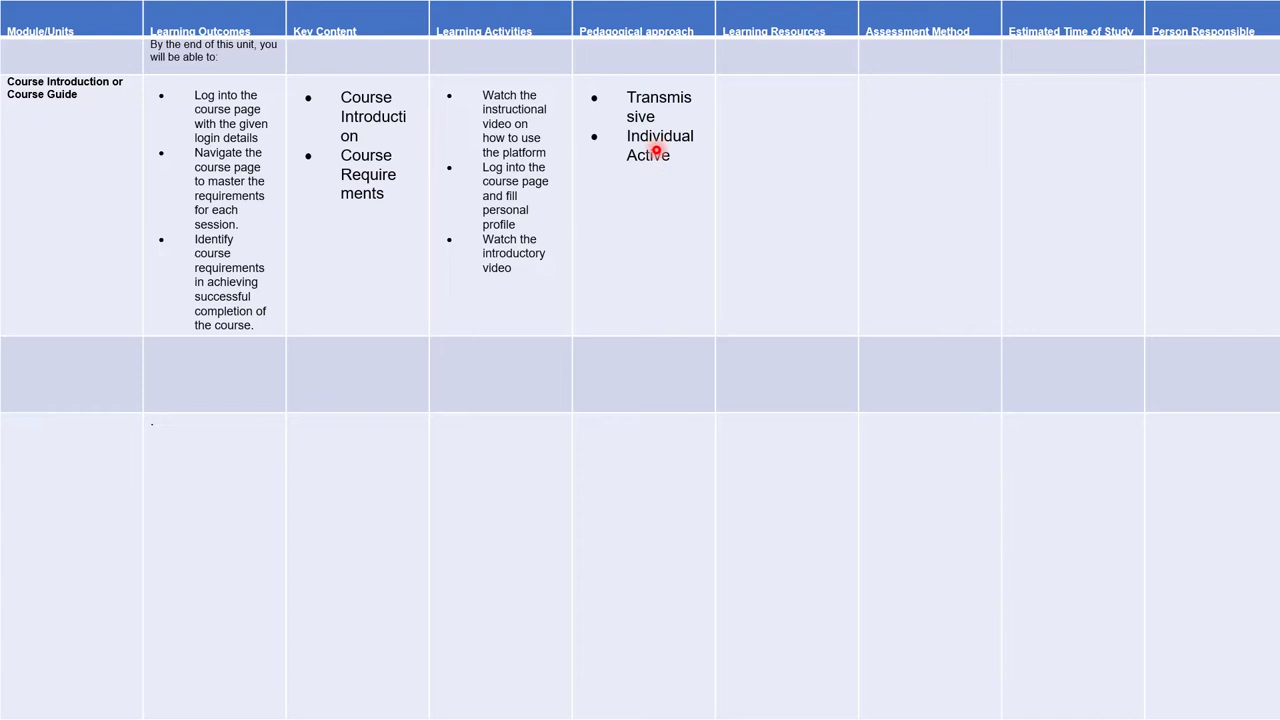 Module/Units
Learning Outcomes
Key Content
Learning Activities
Pedagogical approach
Learning Resources
Assessment Method
Estimated Time of Study
Person Responsible
By the end of this unit, you
will be able to:
Course Introduction or
Course Guide
• Log into the
course page
with the given
login details
• Navigate the
course page
to master the
requirements
for each
session.
• Identify
course
requirements
in achieving
successful
completion of
the course.
• Course
Introducti
on
• Course
Require
ments
• Watch the
instructional
video on
how to use
the platform
• Log into the
course page
and fill
personal
profile
• Watch the
introductory
video
• Transmis
sive
• Individual
Active
.